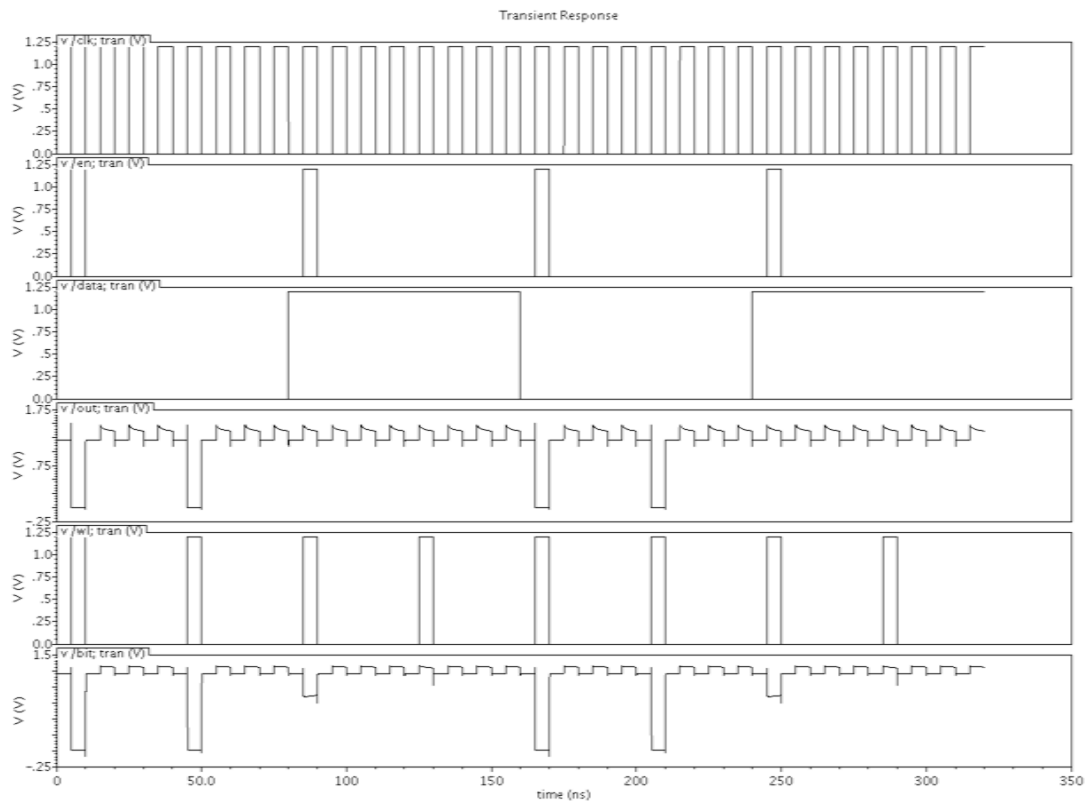 Transient Response
v /clk; tran (V)
1.25
1.0
.75
.5
.25
0.0
V (V)
v /en; tran (V)
1.25
1.0
.75
.5
.25
0.0
V (V)
v /data; tran (V)
1.25
1.0
.75
.5
.25
0.0
V (V)
v /out; tran (V)
1.75
.75
-.25
V (V)
v /wl; tran (V)
1.25
1.0
.75
.5
.25
0.0
V (V)
v /bit; tran (V)
1.5
-.25
V (V)
0 50.0 100 150 200 250 300 350
time (ns)